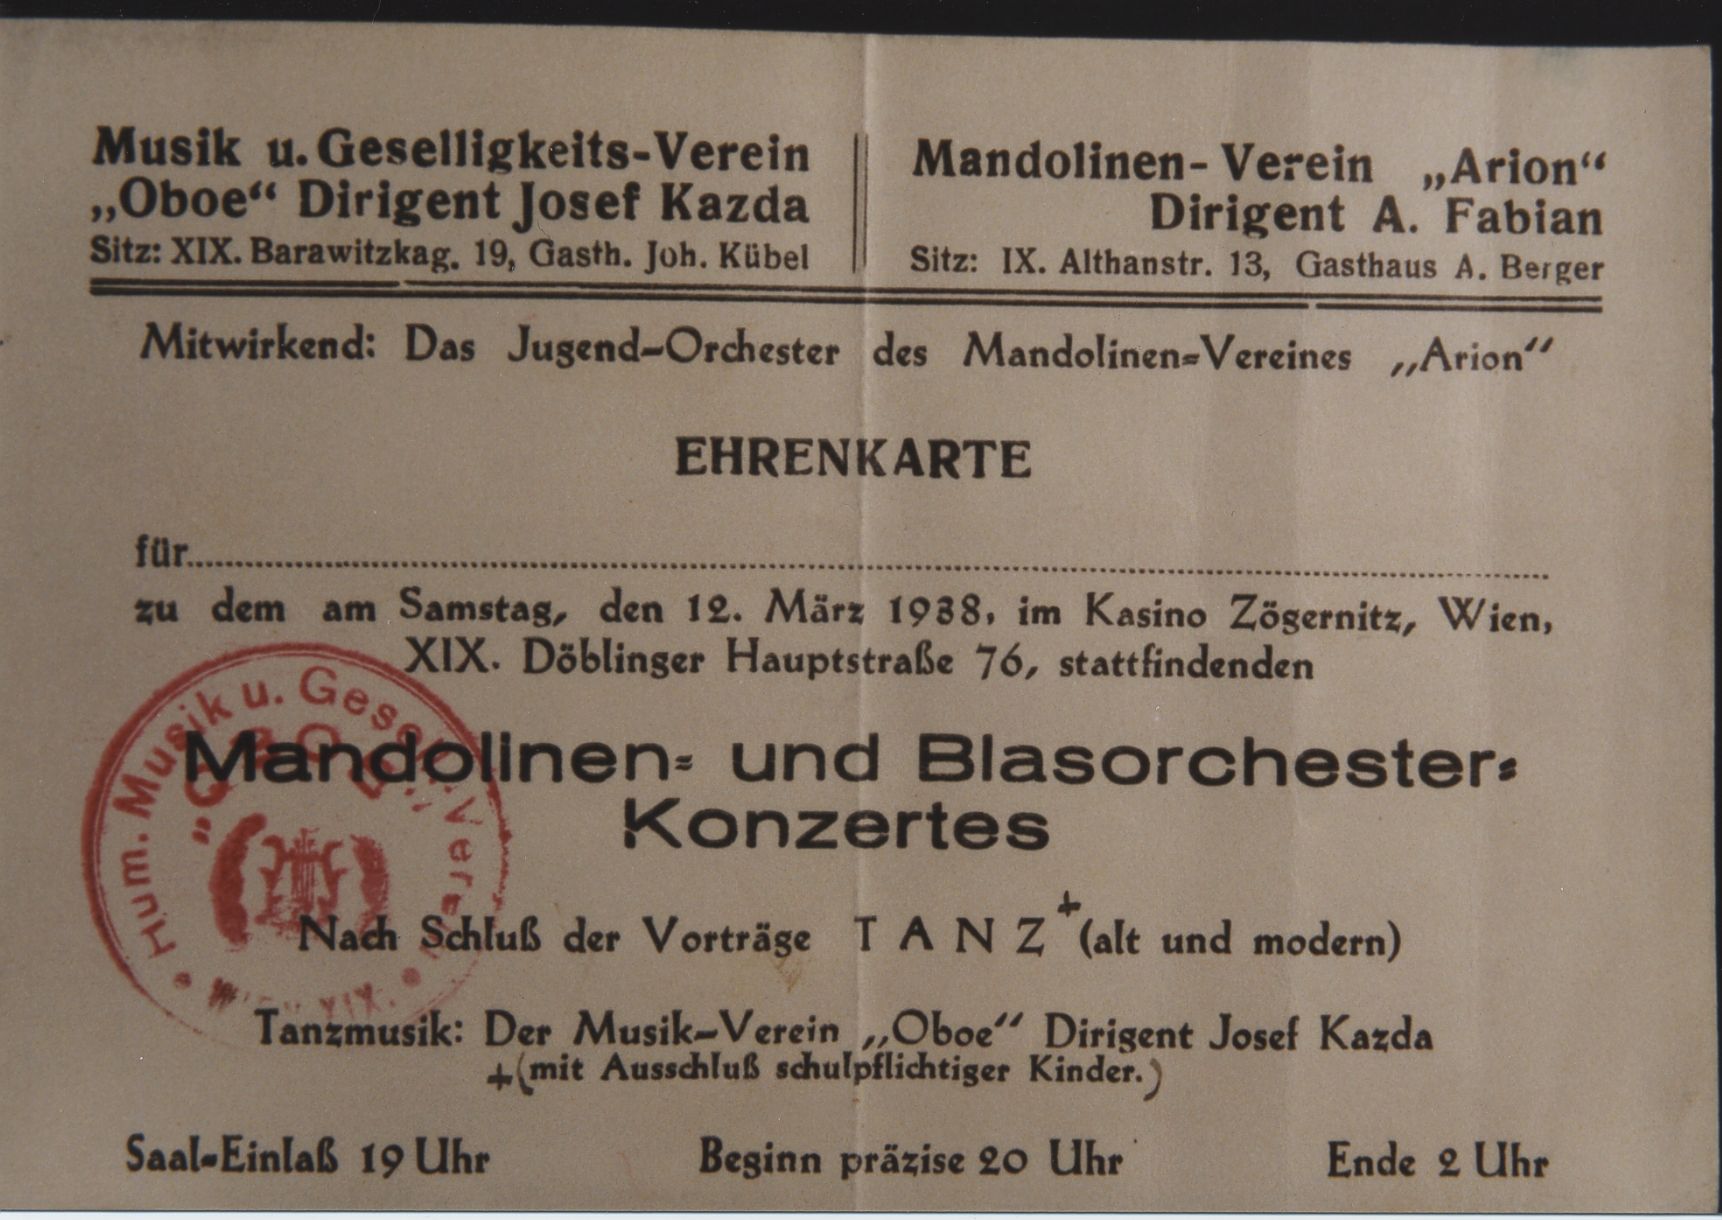 Musik u. Geselligkeits-Verein
„Oboe“ Dirigent Josef Kazda
Sitz: XIX. Barawitzkag. 19, Gasth. Joh. Kübel
Mandolinen-Verein „Arion“
Dirigent A. Fabian
Sitz: IX. Althanstr. 13, Gasthaus A. Berger
Mitwirkend: Das Jugend-Orchester des Mandolinen-Vereines „Arion“
EHRENKARTE
für
zu dem am Samstag, den 12. März 1938, im Kasino Zögernitz, Wien,
XIX. Döblinger Hauptstraße 76, stattfindenden
Mandolinen- und Blasorchester-
Konzertes
Nach Schluß der Vorträge TANZ + (alt und modern)
Tanzmusik: Der Musik-Verein „Oboe“ Dirigent Josef Kazda
+(mit Ausschluß schulpflichtiger Kinder.)
Saal-Einlaß 19 Uhr Beginn präzise 20 Uhr Ende 2 Uhr
Hum. Musik u. XIX.